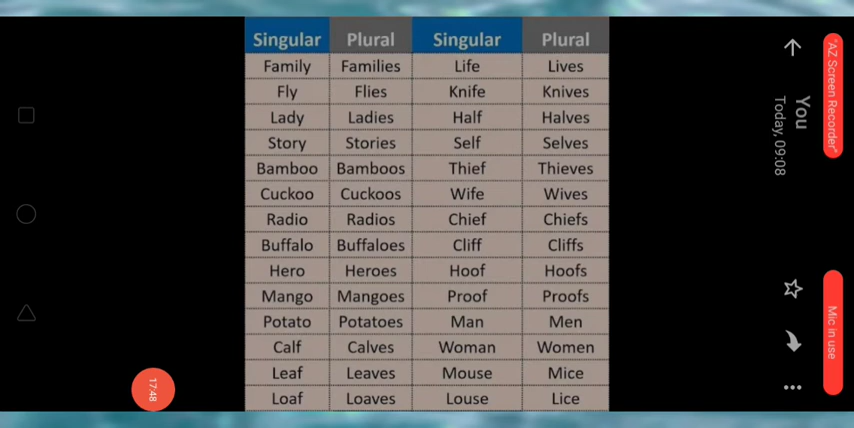 Singular Plural Singular Plural
Family Families Life Lives
Fly Flies Knife Knives
Lady Ladies Half Halves
Story Stories Self Selves
Bamboo Bamboos Thief Thieves
Cuckoo Cuckoos Wife Wives
Radio Radios Chief Chiefs
Buffalo Buffaloes Cliff Cliffs
Hero Heroes Hoof Hoofs
Mango Mangoes Proof Proofs
Potato Potatoes Man Men
Calf Calves Woman Women
Leaf Leaves Mouse Mice
Loaf Loaves Louse Lice
You
Today, 09:08
"AZ Screen Recorder"
Mic in use
17:48